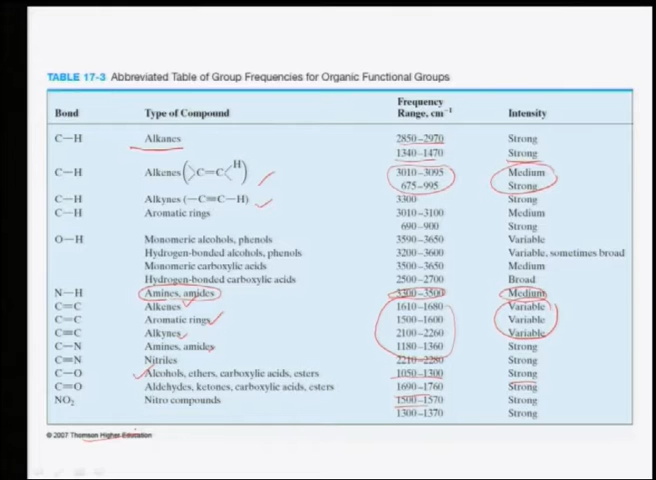 TABLE 17-3 Abbreviated Table of Group Frequencies for Organic Functional Groups
Bond Type of Compound Frequency Range, cm⁻¹ Intensity
C—H Alkanes 2850–2970 Strong
1340–1470 Strong
C—H Alkenes (>C=C<H) 3010–3095 Medium
675–995 Strong
C—H Alkynes (—C≡C—H) 3300 Strong
C—H Aromatic rings 3010–3100 Medium
690–900 Strong
O—H Monomeric alcohols, phenols 3590–3650 Variable
Hydrogen-bonded alcohols, phenols 3200–3600 Variable, sometimes broad
Monomeric carboxylic acids 3500–3650 Medium
Hydrogen-bonded carboxylic acids 2500–2700 Broad
N—H Amines, amides 3300–3500 Medium
C=C Alkenes 1610–1680 Variable
C=C Aromatic rings 1500–1600 Variable
C≡C Alkynes 2100–2260 Variable
C—N Amines, amides 1180–1360 Strong
C≡N Nitriles 2210–2280 Strong
C—O Alcohols, ethers, carboxylic acids, esters 1050–1300 Strong
C=O Aldehydes, ketones, carboxylic acids, esters 1690–1760 Strong
NO₂ Nitro compounds 1500–1570 Strong
1300–1370 Strong
© 2007 Thomson Higher Education